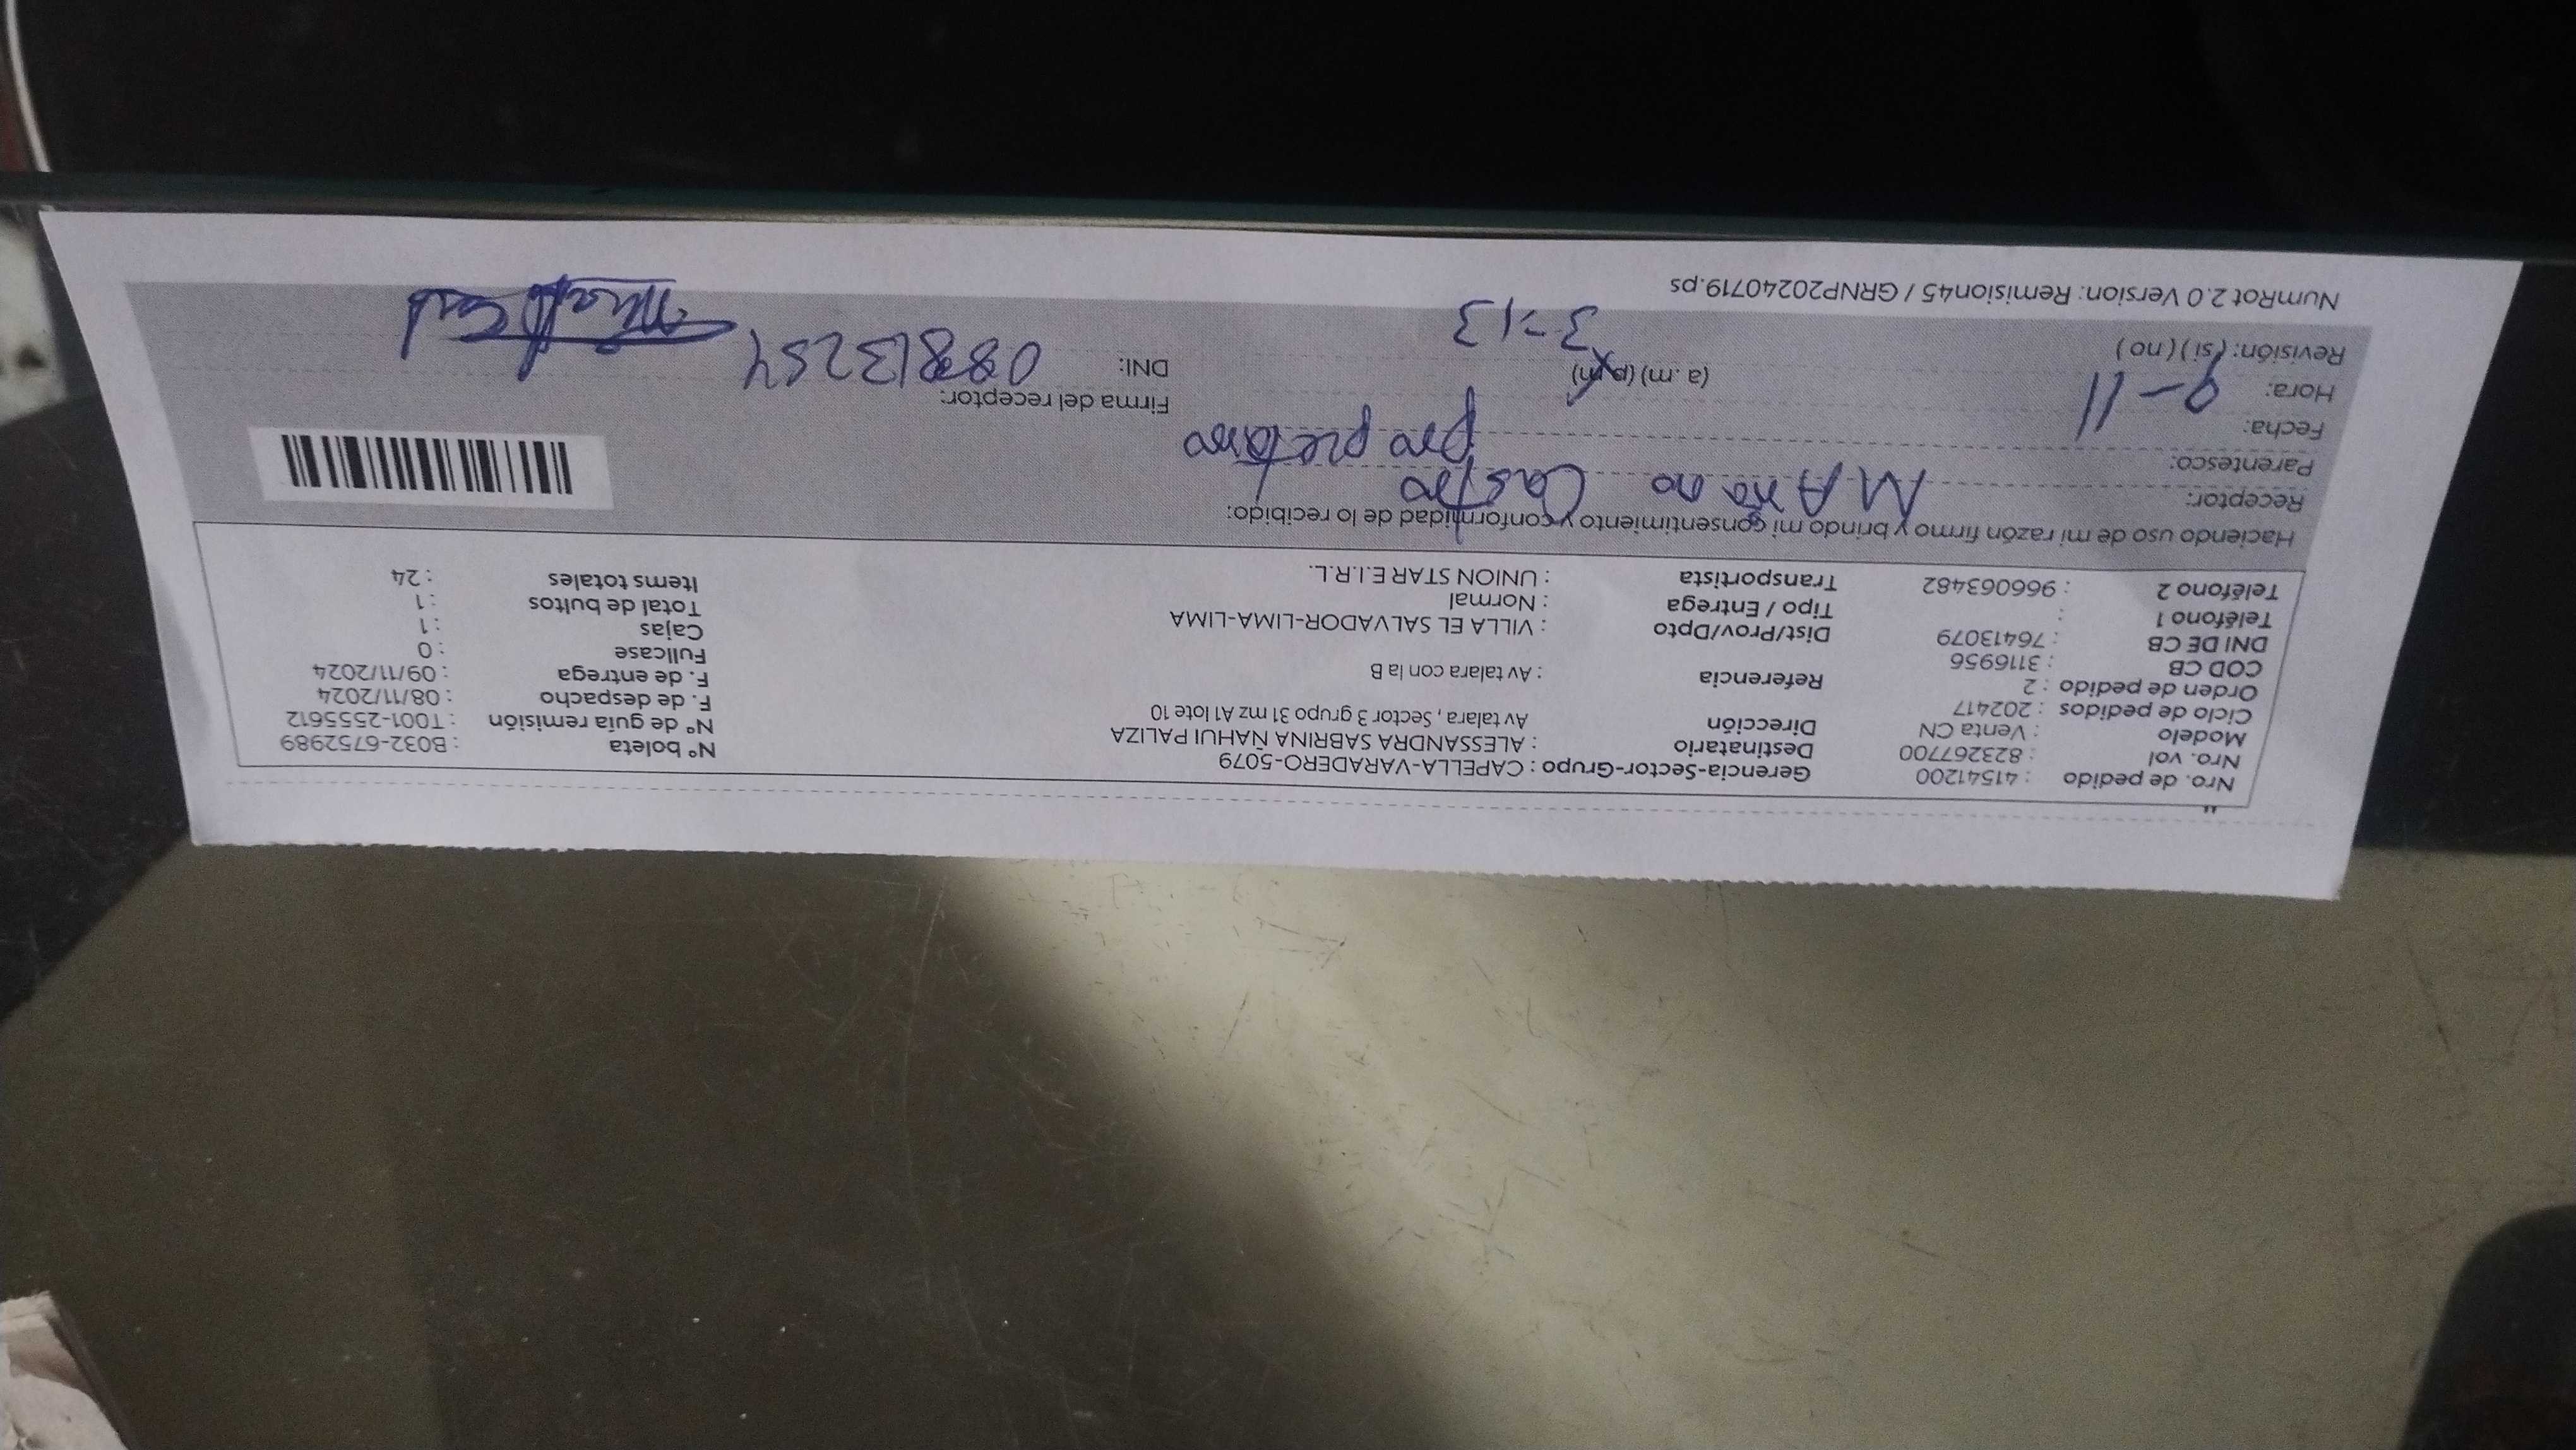 "
Nro. de pedido : 41541200 Gerencia-Sector-Grupo : CAPELLA-VARADERO-5079 Nº boleta : B032-6752989
Nro. vol : 823267700 Destinatario : ALESSANDRA SABRINA ÑAHUI PALIZA Nº de guía remisión : T001-2555612
Modelo : Venta CN Dirección Av talara , Sector 3 grupo 31 mz A1 lote 10 F. de despacho : 08/11/2024
Ciclo de pedidos : 202417 F. de entrega : 09/11/2024
Orden de pedido : 2 Referencia : Av talara con la B Fullcase : 0
COD CB : 3116956 Dist/Prov/Dpto : VILLA EL SALVADOR-LIMA-LIMA Cajas : 1
DNI DE CB : 76413079 Tipo / Entrega : Normal Total de bultos : 1
Teléfono 1 : Transportista : UNION STAR E.I.R.L. Items totales : 24
Teléfono 2 : 966063482
Haciendo uso de mi razón firmo y brindo mi consentimiento y conformidad de lo recibido:
Receptor: Castro
Parentesco: propietario
Fecha: 9-11 Firma del receptor:
Hora: (a. m) (p. m) 3=13 DNI: 08813254
Revisión: (si) (no)
NumRot 2.0 Version: Remision45 / GRNP20240719.ps